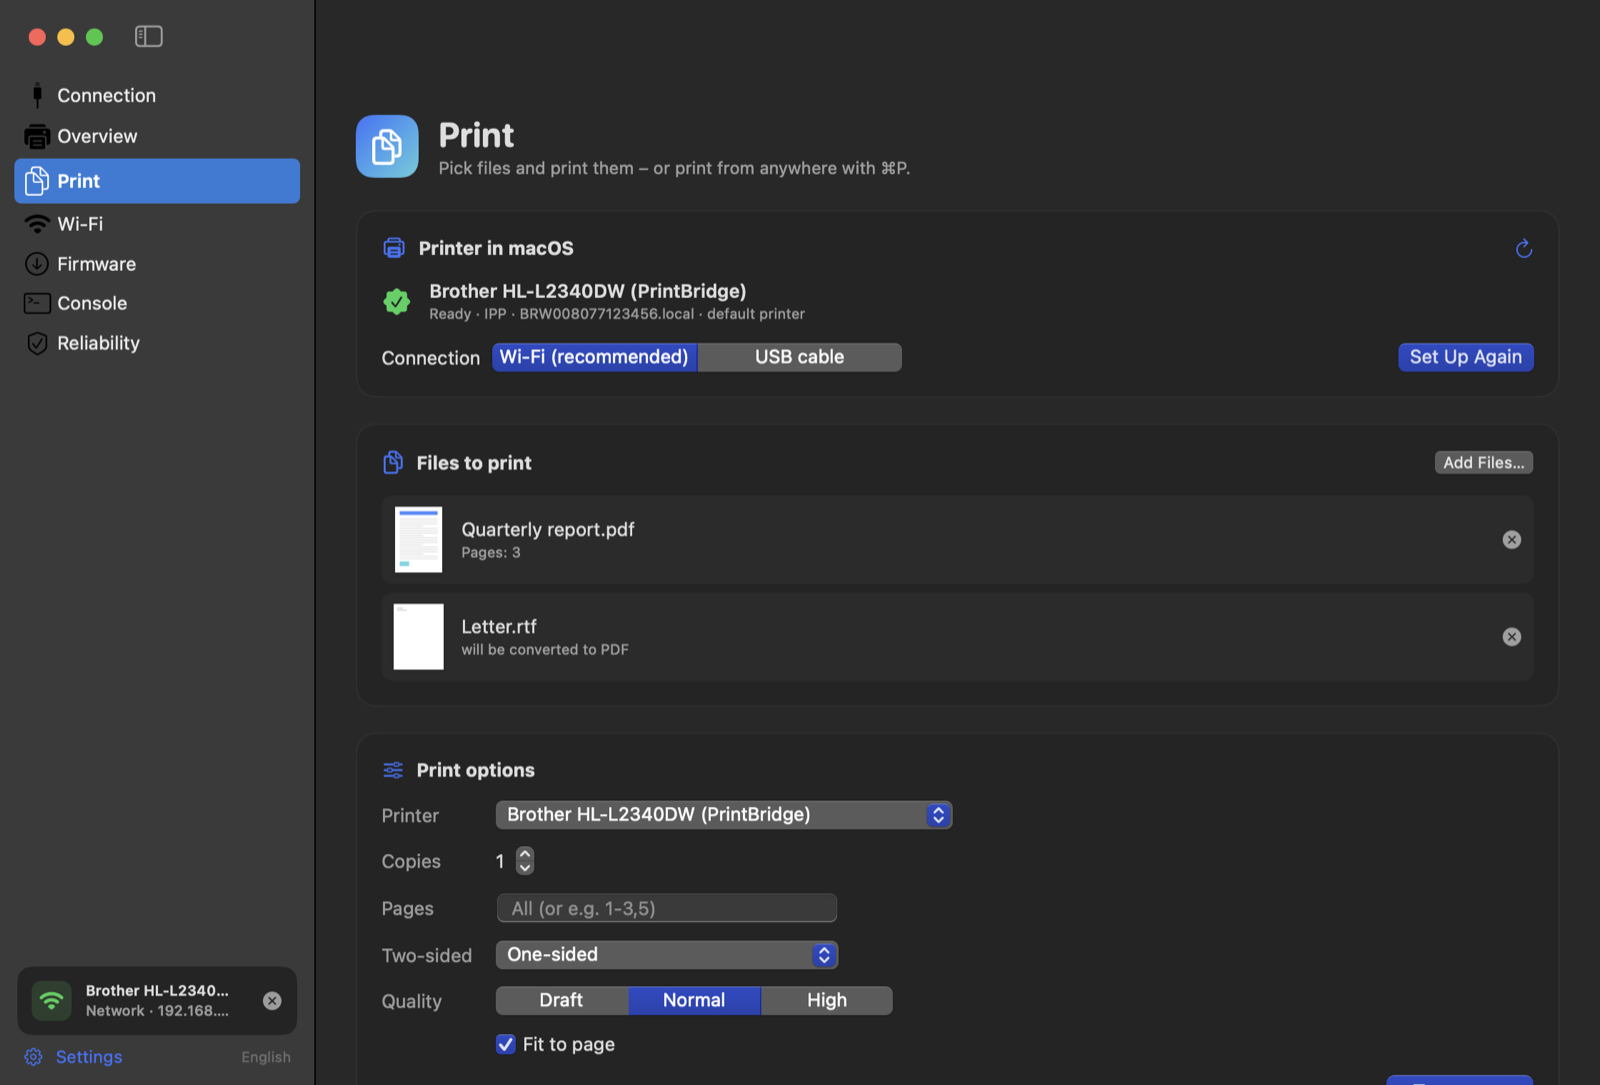 Connection
Overview
Print
Wi-Fi
Firmware
Console
Reliability
Brother HL-L2340...
Network · 192.168....
Settings
English
Print
Pick files and print them – or print from anywhere with ⌘P.
Printer in macOS
Brother HL-L2340DW (PrintBridge)
Ready · IPP · BRW008077123456.local · default printer
Connection
Wi-Fi (recommended)
USB cable
Set Up Again
Files to print
Add Files...
Quarterly report.pdf
Pages: 3
Letter.rtf
will be converted to PDF
Print options
Printer
Brother HL-L2340DW (PrintBridge)
Copies
1
Pages
All (or e.g. 1-3,5)
Two-sided
One-sided
Quality
Draft
Normal
High
Fit to page